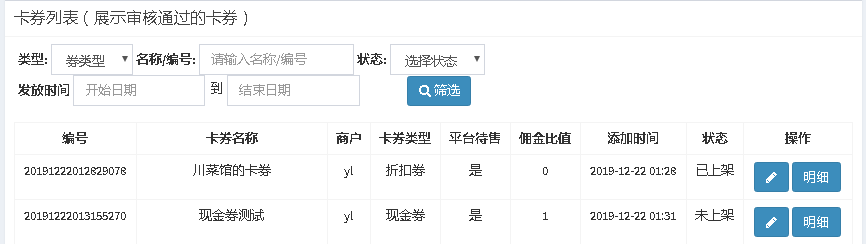 卡券列表（展示审核通过的卡券）
类型: 券类型 名称/编号: 请输入名称/编号 状态: 选择状态
发放时间 开始日期 到 结束日期 筛选
编号 卡券名称 商户 卡券类型 平台待售 佣金比值 添加时间 状态 操作
20191222012829078 川菜馆的卡券 yl 折扣券 是 0 2019-12-22 01:28 已上架 明细
20191222013155270 现金券测试 yl 现金券 是 1 2019-12-22 01:31 未上架 明细